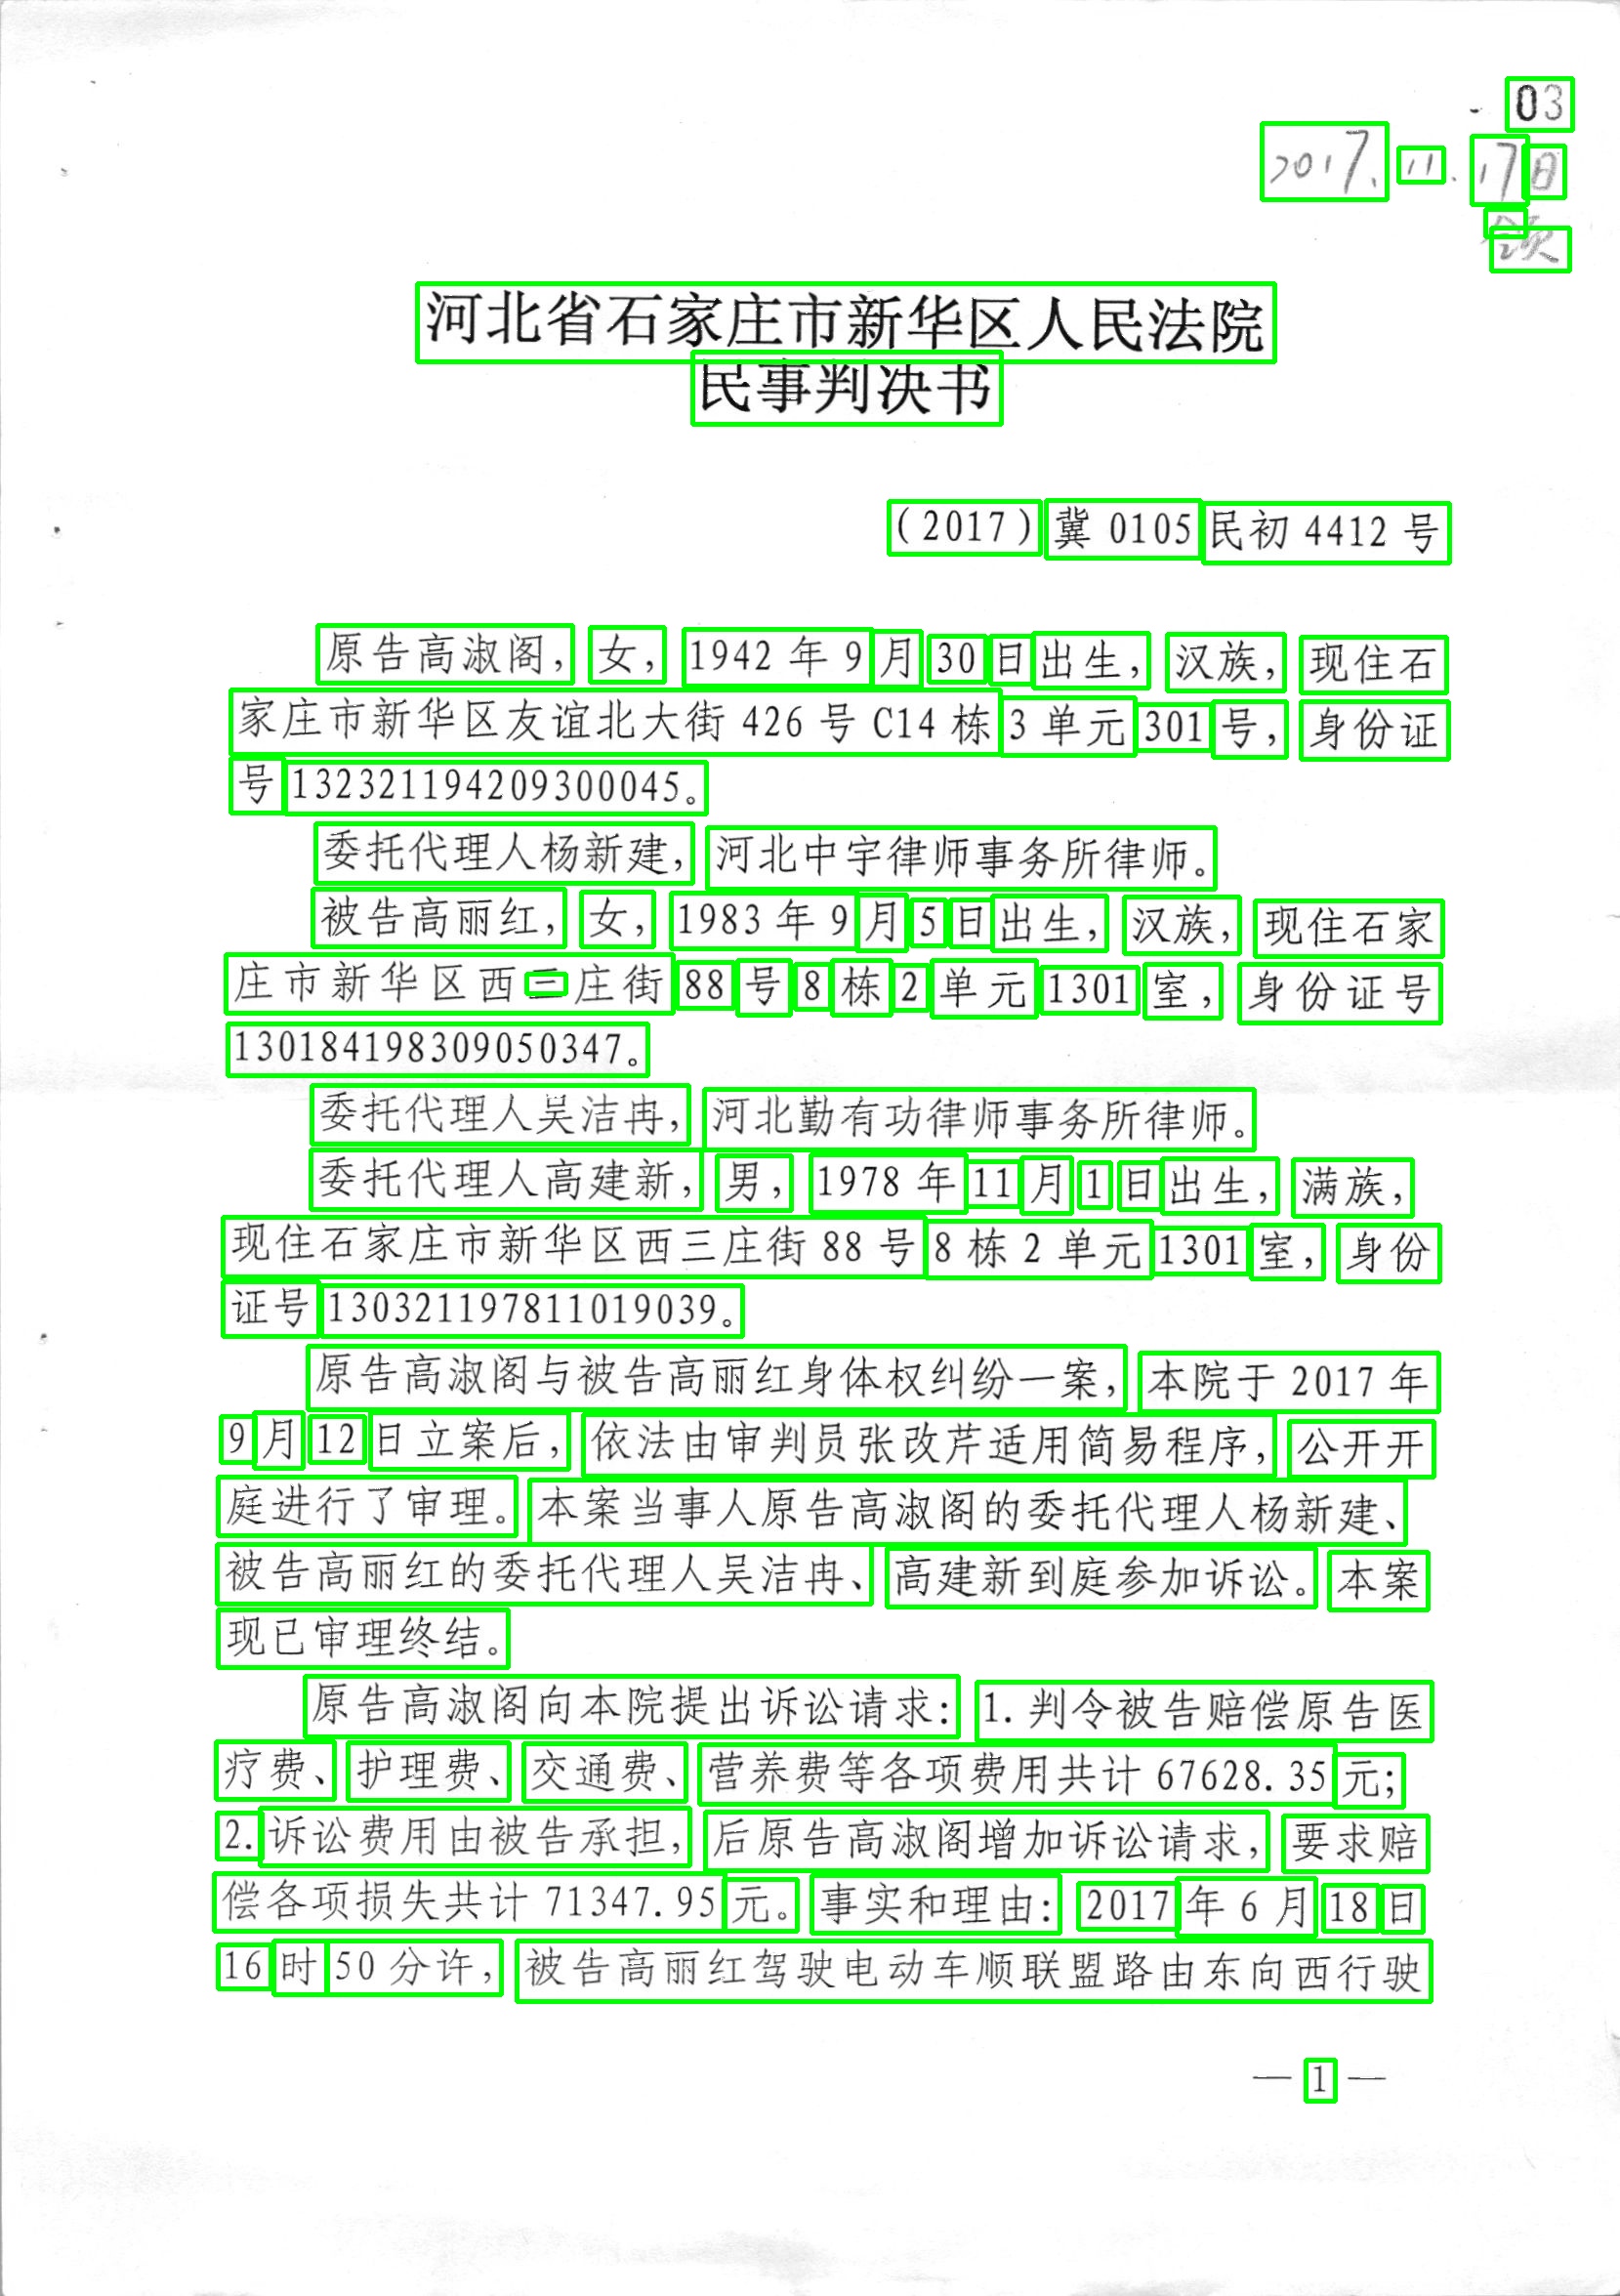 03
2017.11.17日
领
河北省石家庄市新华区人民法院
民事判决书
（2017）冀0105民初4412号
原告高淑阁，女，1942年9月30日出生，汉族，现住石
家庄市新华区友谊北大街426号C14栋3单元301号，身份证
号132321194209300045。
委托代理人杨新建，河北中宇律师事务所律师。
被告高丽红，女，1983年9月5日出生，汉族，现住石家
庄市新华区西三庄街88号8栋2单元1301室，身份证号
130184198309050347。
委托代理人吴洁冉，河北勤有功律师事务所律师。
委托代理人高建新，男，1978年11月1日出生，满族，
现住石家庄市新华区西三庄街88号8栋2单元1301室，身份
证号130321197811019039。
原告高淑阁与被告高丽红身体权纠纷一案，本院于2017年
9月12日立案后，依法由审判员张改芹适用简易程序，公开开
庭进行了审理。本案当事人原告高淑阁的委托代理人杨新建、
被告高丽红的委托代理人吴洁冉、高建新到庭参加诉讼。本案
现已审理终结。
原告高淑阁向本院提出诉讼请求：1.判令被告赔偿原告医
疗费、护理费、交通费、营养费等各项费用共计67628.35元；
2.诉讼费用由被告承担，后原告高淑阁增加诉讼请求，要求赔
偿各项损失共计71347.95元。事实和理由：2017年6月18日
16时50分许，被告高丽红驾驶电动车顺联盟路由东向西行驶
— 1 —